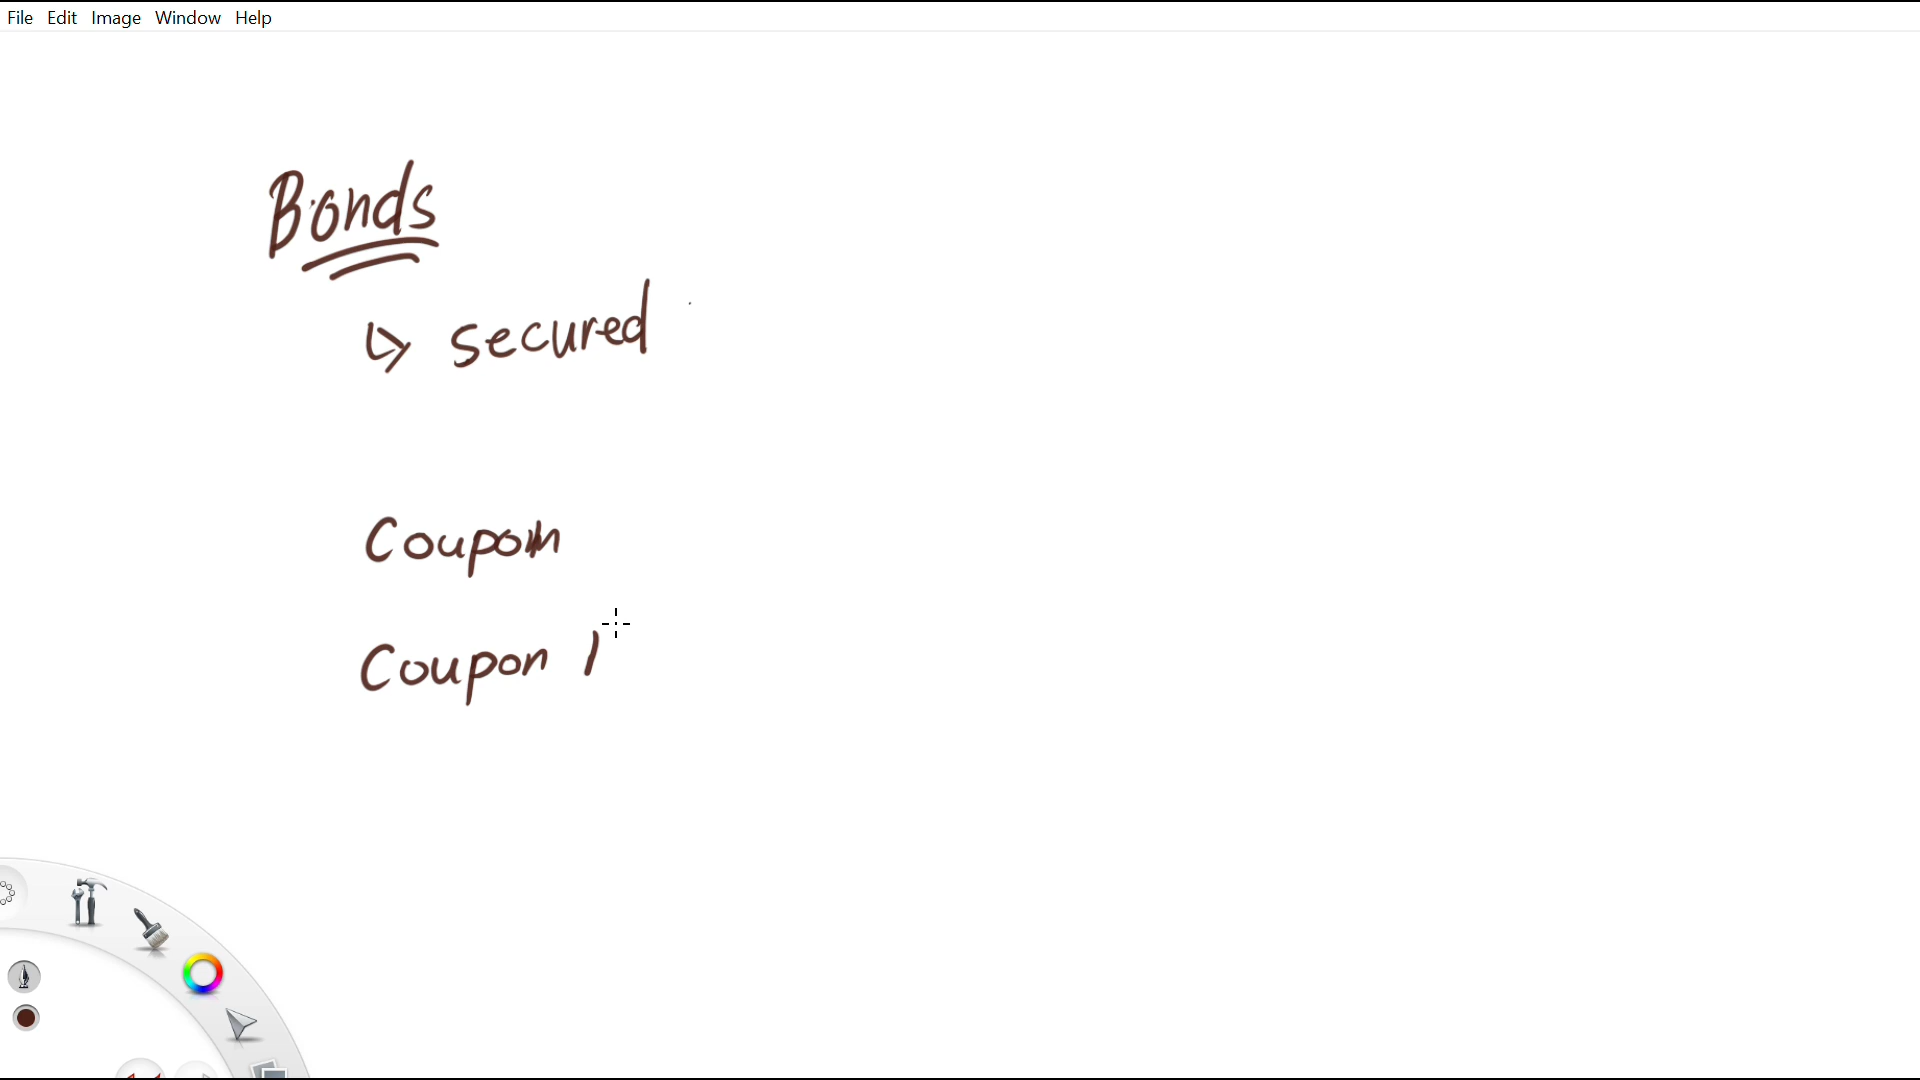 File Edit Image Window Help
Bonds
↳ secured
Coupon
Coupon